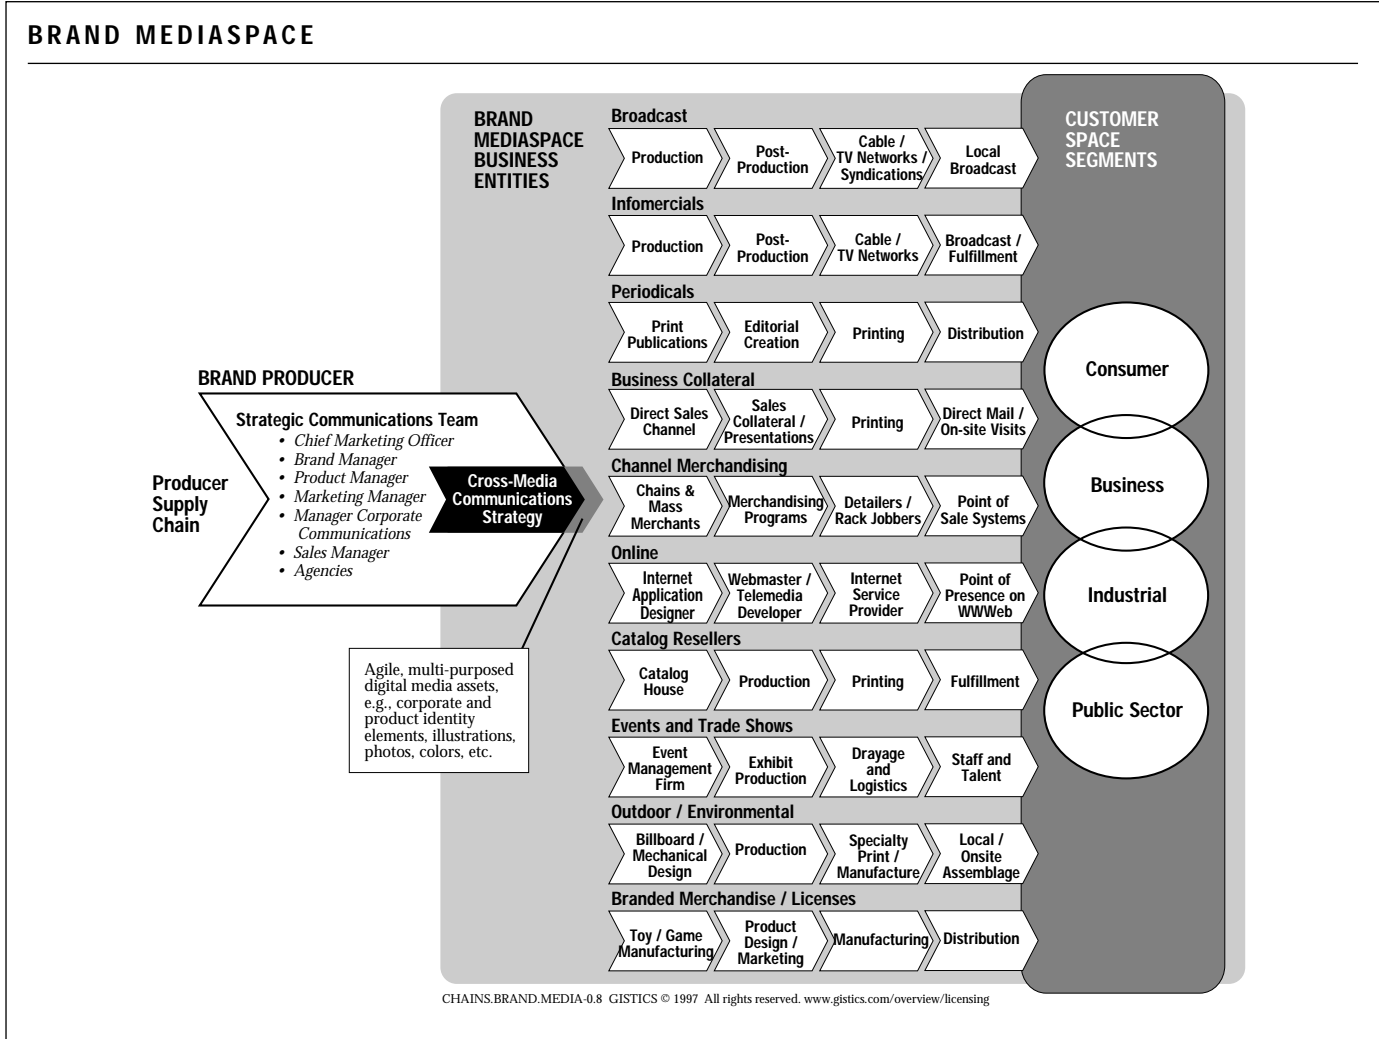 BRAND MEDIASPACE
BRAND
MEDIASPACE
BUSINESS
ENTITIES
CUSTOMER
SPACE
SEGMENTS
Broadcast
Production
Post-
Production
Cable /
TV Networks /
Syndications
Local
Broadcast
Infomercials
Production
Post-
Production
Cable /
TV Networks
Broadcast /
Fulfillment
Periodicals
Print
Publications
Editorial
Creation
Printing
Distribution
Business Collateral
Direct Sales
Channel
Sales
Collateral /
Presentations
Printing
Direct Mail /
On-site Visits
Channel Merchandising
Chains &
Mass
Merchants
Merchandising
Programs
Detailers /
Rack Jobbers
Point of
Sale Systems
Online
Internet
Application
Designer
Webmaster /
Telemedia
Developer
Internet
Service
Provider
Point of
Presence on
WWWeb
Catalog Resellers
Catalog
House
Production
Printing
Fulfillment
Events and Trade Shows
Event
Management
Firm
Exhibit
Production
Drayage
and
Logistics
Staff and
Talent
Outdoor / Environmental
Billboard /
Mechanical
Design
Production
Specialty
Print /
Manufacture
Local /
Onsite
Assemblage
Branded Merchandise / Licenses
Toy / Game
Manufacturing
Product
Design /
Marketing
Manufacturing
Distribution
Consumer
Business
Industrial
Public Sector
BRAND PRODUCER
Producer
Supply
Chain
Strategic Communications Team
• Chief Marketing Officer
• Brand Manager
• Product Manager
• Marketing Manager
• Manager Corporate
Communications
• Sales Manager
• Agencies
Cross-Media
Communications
Strategy
Agile, multi-purposed
digital media assets,
e.g., corporate and
product identity
elements, illustrations,
photos, colors, etc.
CHAINS.BRAND.MEDIA-0.8 GISTICS © 1997 All rights reserved. www.gistics.com/overview/licensing